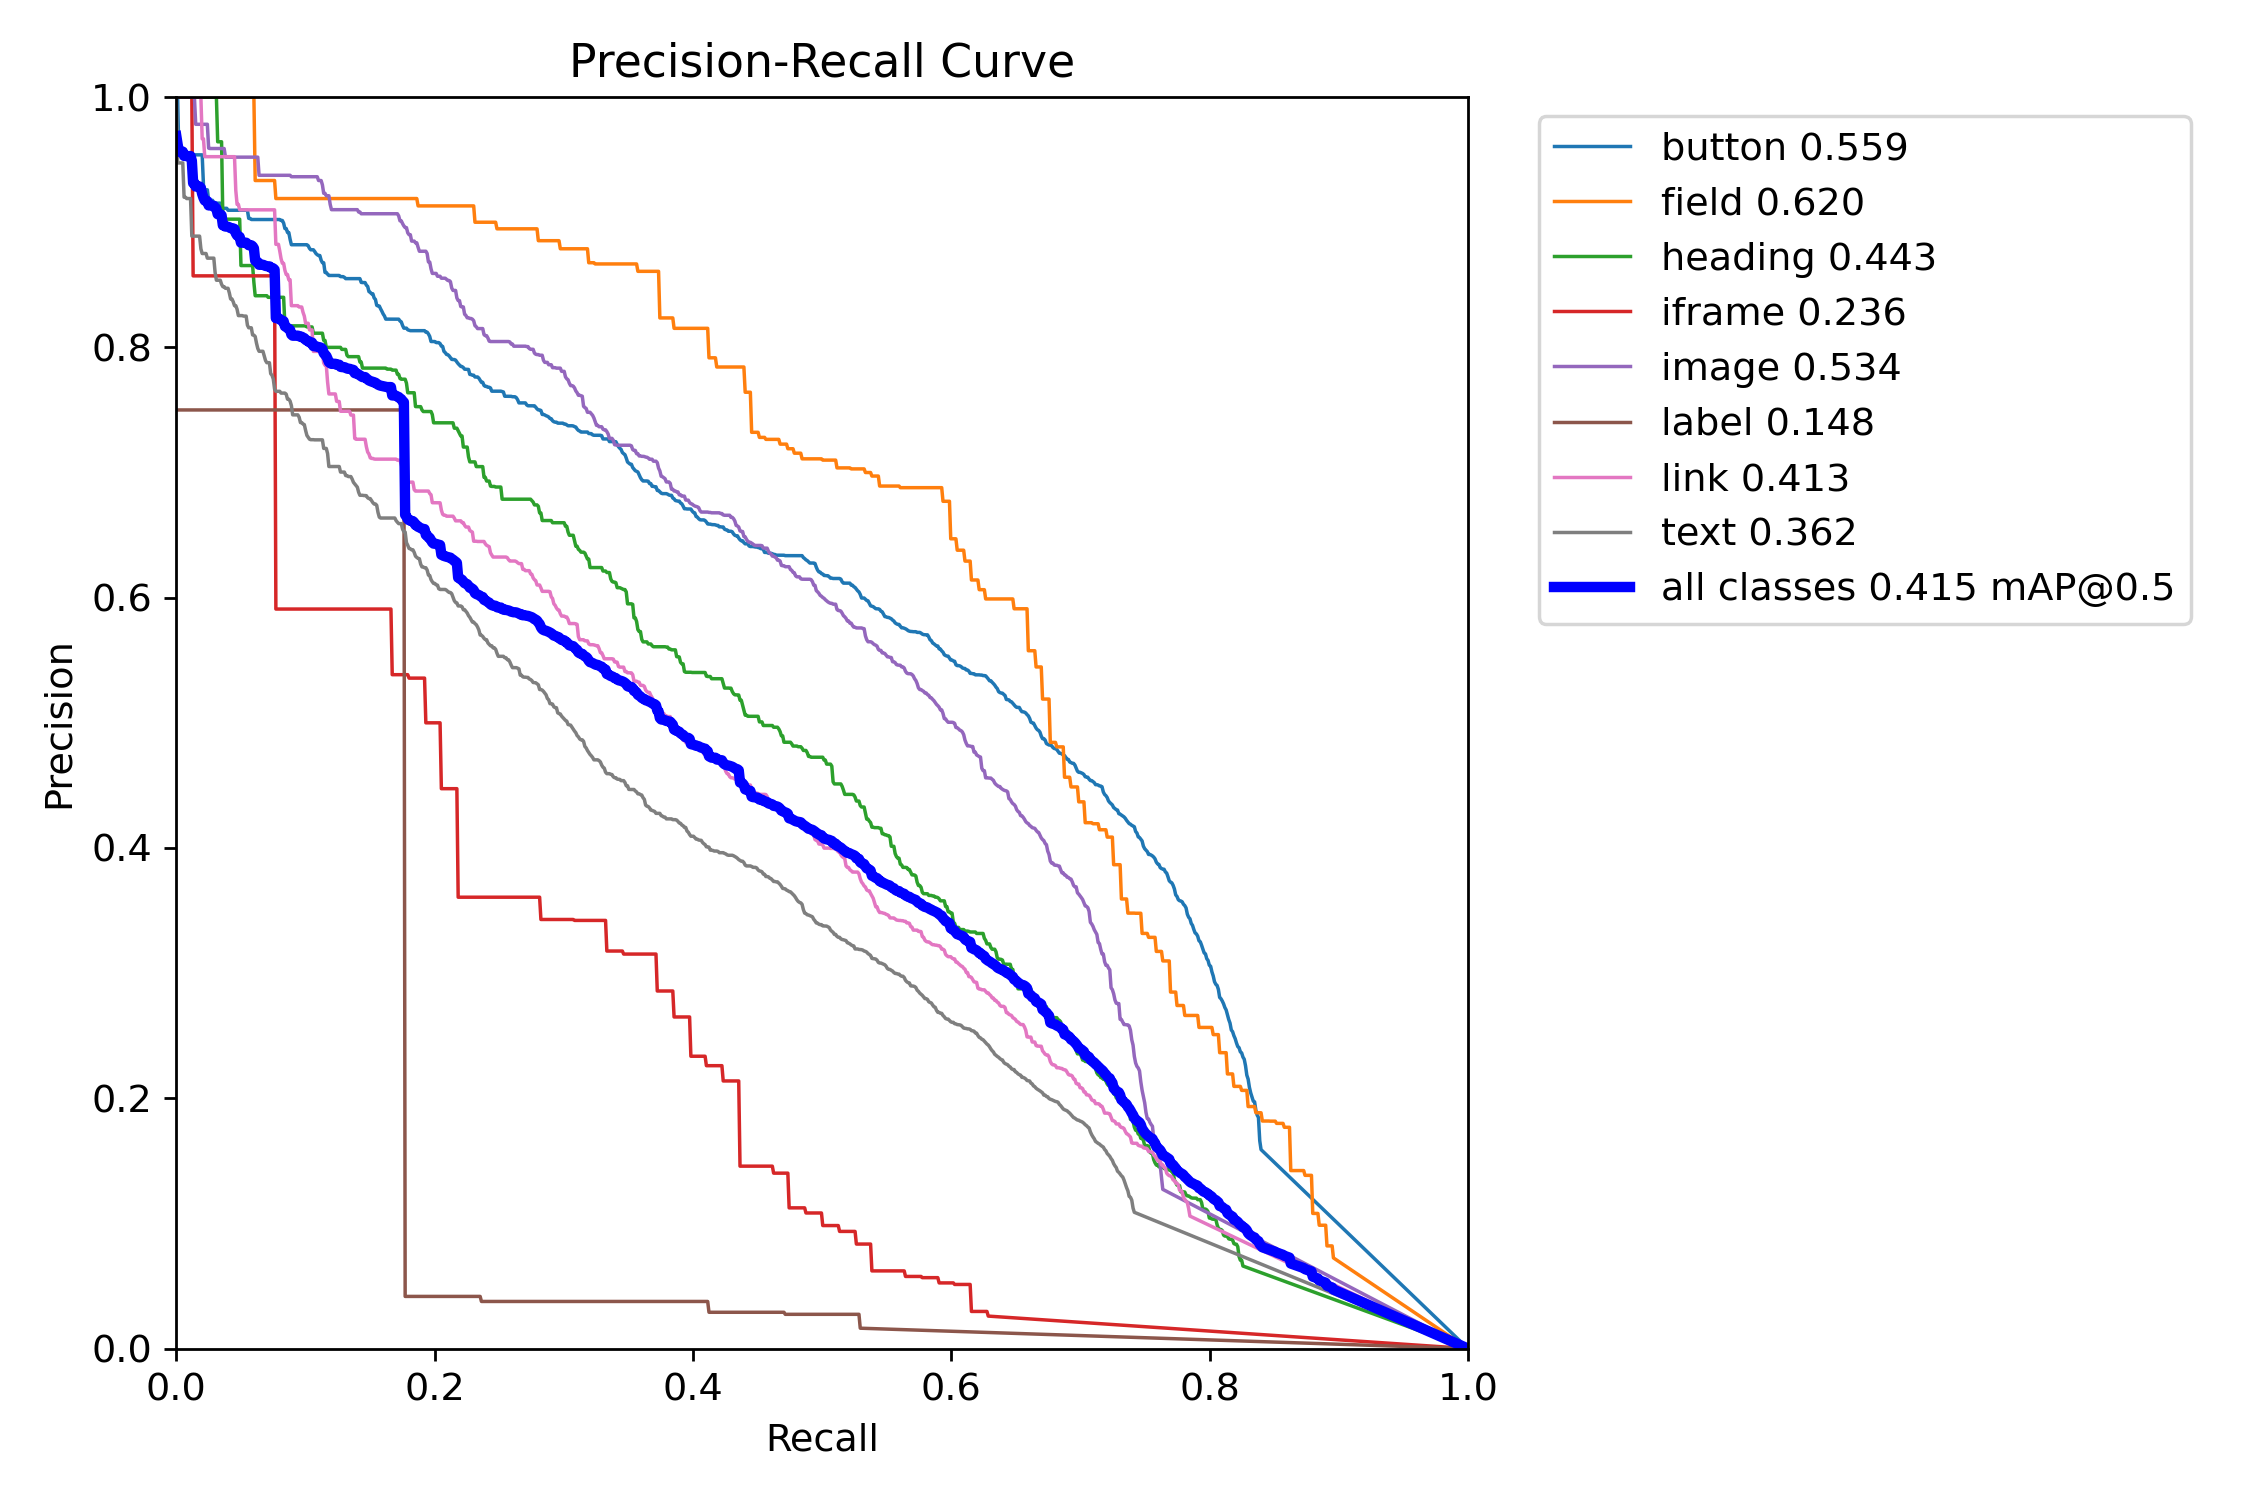 Precision-Recall Curve
1.0
0.8
0.6
0.4
0.2
0.0
Precision
0.0 0.2 0.4 0.6 0.8 1.0
Recall
button 0.559
field 0.620
heading 0.443
iframe 0.236
image 0.534
label 0.148
link 0.413
text 0.362
all classes 0.415 mAP@0.5